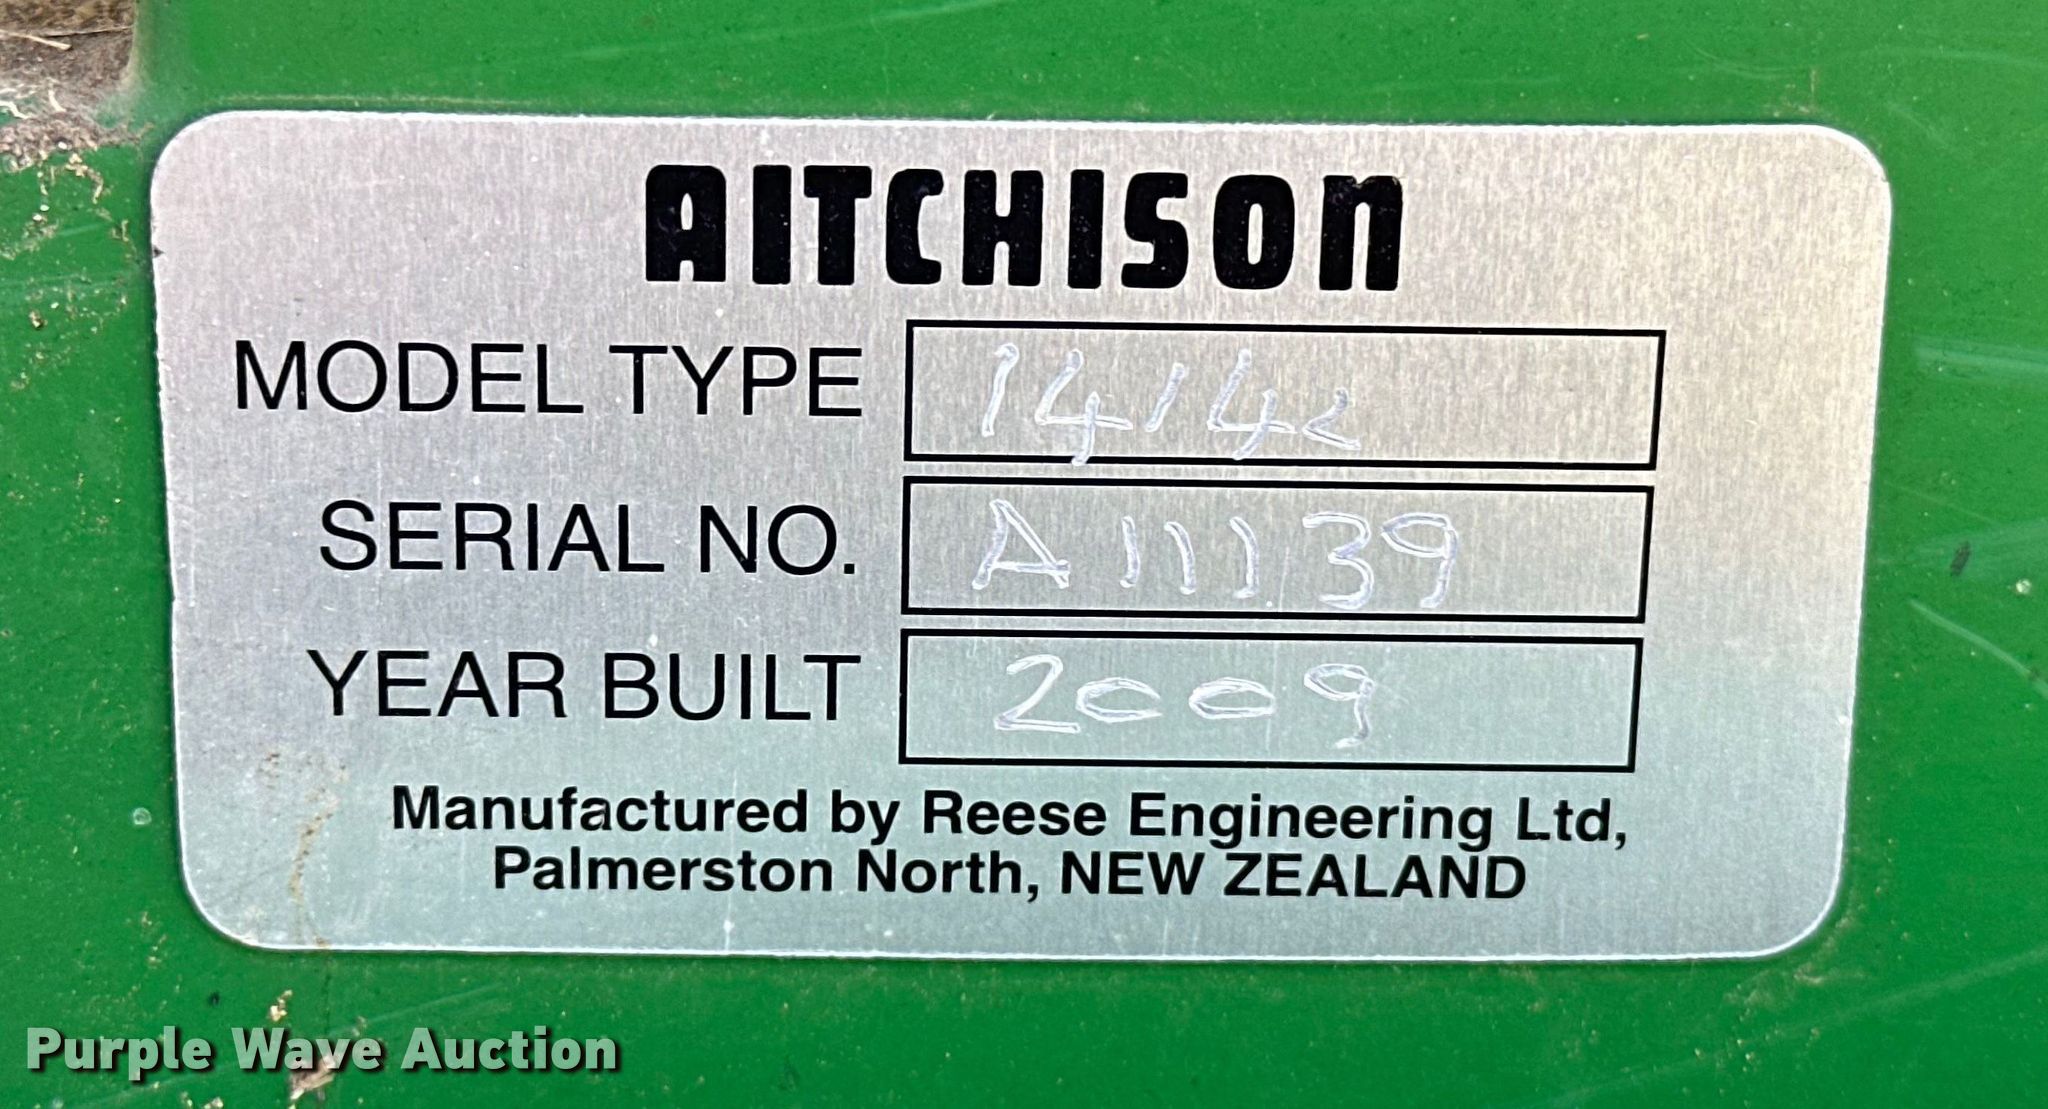 AITCHISON
MODEL TYPE 1414C
SERIAL NO. A11139
YEAR BUILT 2009
Manufactured by Reese Engineering Ltd,
Palmerston North, NEW ZEALAND
Purple Wave Auction